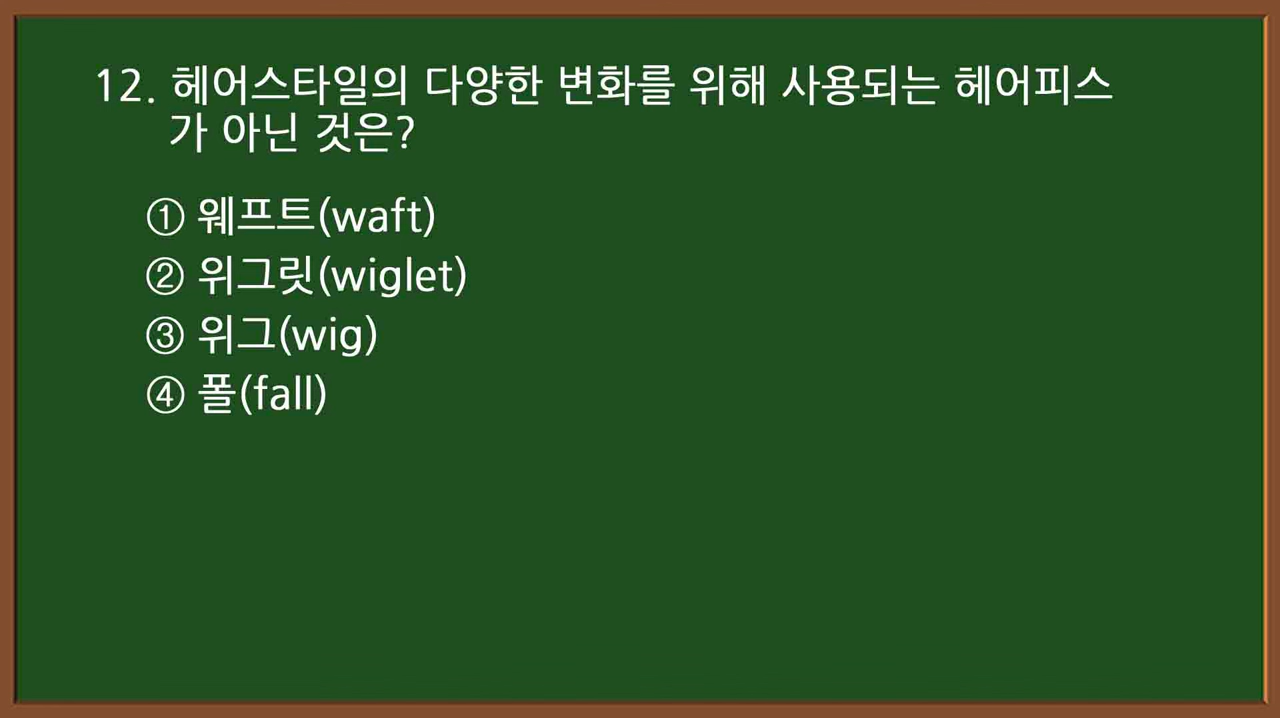 12. 헤어스타일의 다양한 변화를 위해 사용되는 헤어피스
가 아닌 것은?
① 웨프트(waft)
② 위그릿(wiglet)
③ 위그(wig)
④ 폴(fall)